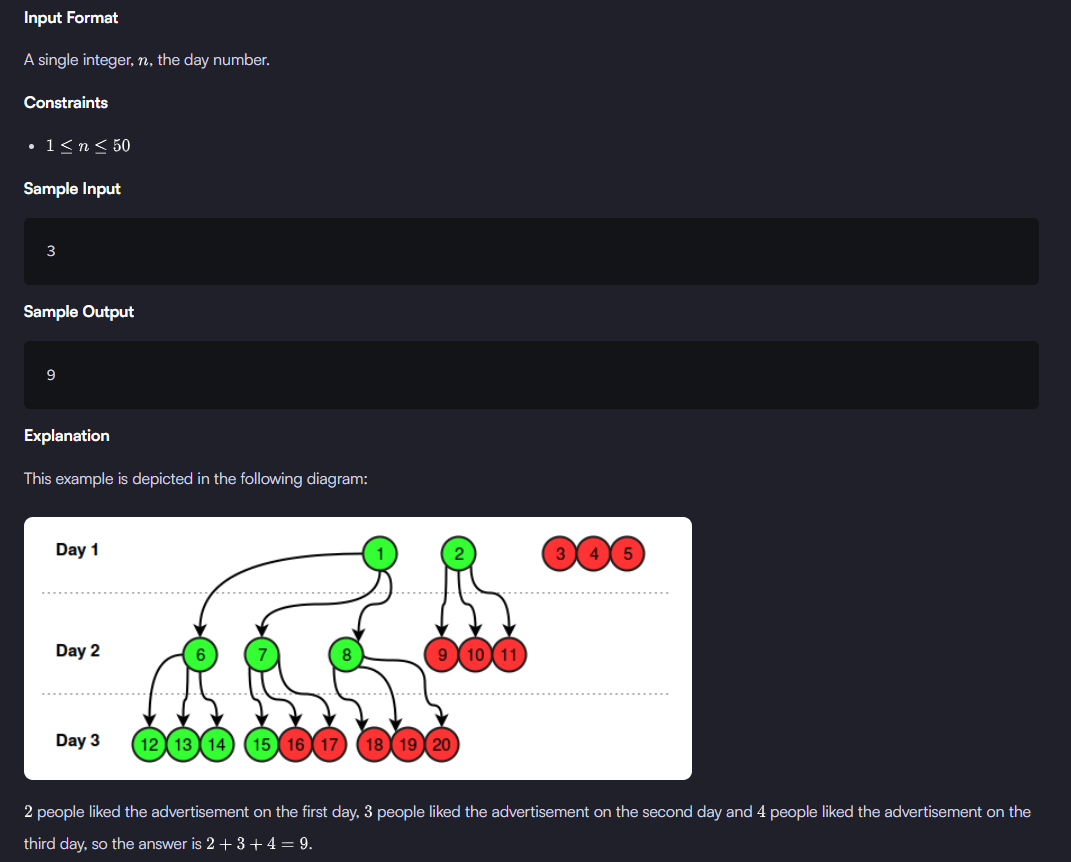 Input Format
A single integer, n, the day number.
Constraints
• 1 ≤ n ≤ 50
Sample Input
3
Sample Output
9
Explanation
This example is depicted in the following diagram:
Day 1 1 2 3 4 5
Day 2 6 7 8 9 10 11
Day 3 12 13 14 15 16 17 18 19 20
2 people liked the advertisement on the first day, 3 people liked the advertisement on the second day and 4 people liked the advertisement on the
third day, so the answer is 2 + 3 + 4 = 9.